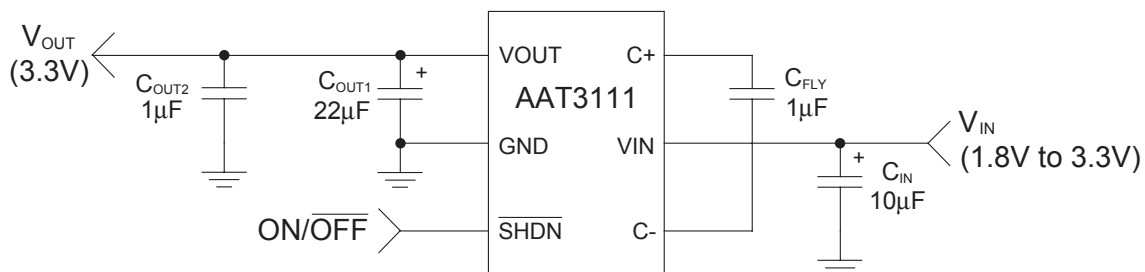 VOUT
(3.3V)
COUT2
1μF
COUT1
22μF
+
VOUT
C+
AAT3111
GND
VIN
SHDN
C-
ON/OFF
CFLY
1μF
+
CIN
10μF
VIN
(1.8V to 3.3V)